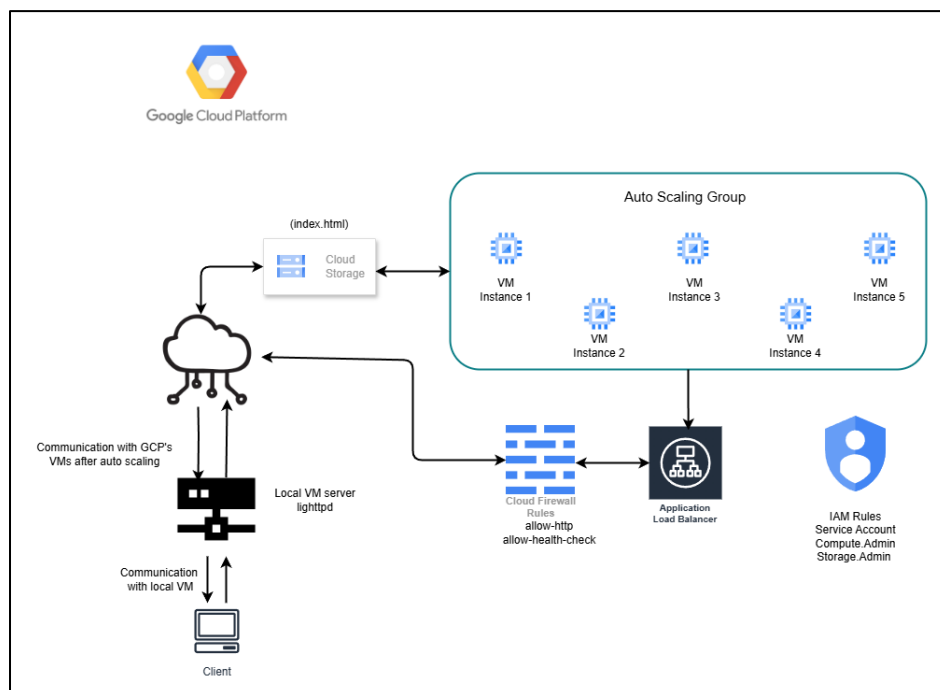 Google Cloud Platform
Auto Scaling Group
(index.html)
Cloud
Storage
VM
Instance 1
VM
Instance 2
VM
Instance 3
VM
Instance 4
VM
Instance 5
Communication with GCP's
VMs after auto scaling
Local VM server
lighttpd
Cloud Firewall
Rules
allow-http
allow-health-check
Application
Load Balancer
IAM Rules
Service Account
Compute.Admin
Storage.Admin
Communication
with local VM
Client